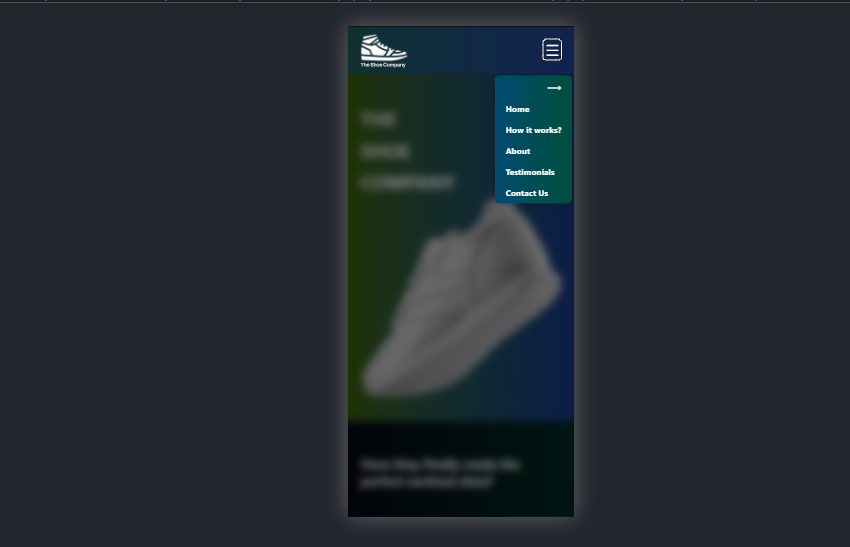 The Shoe Company
Home
How it works?
About
Testimonials
Contact Us
THE
SHOE
COMPANY
How they finally made the
perfect workout shoe?